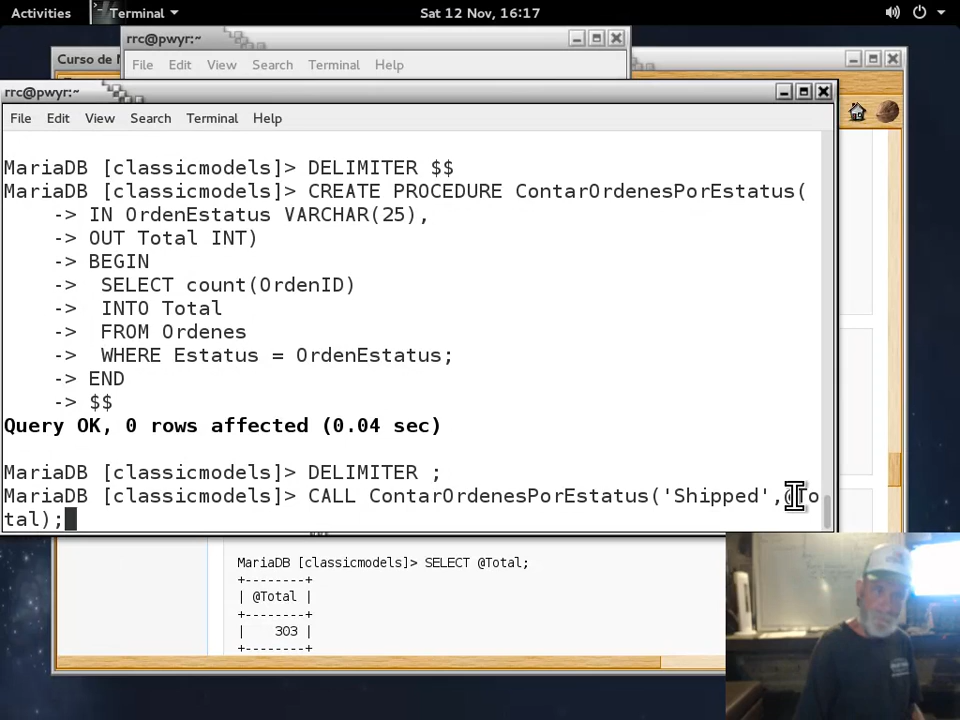 Activities Terminal Sat 12 Nov, 16:17
rrc@pwyr:~
Curso de
File Edit View Search Terminal Help
rrc@pwyr:~
File Edit View Search Terminal Help
MariaDB [classicmodels]> DELIMITER $$
MariaDB [classicmodels]> CREATE PROCEDURE ContarOrdenesPorEstatus(
-> IN OrdenEstatus VARCHAR(25),
-> OUT Total INT)
-> BEGIN
-> SELECT count(OrdenID)
-> INTO Total
-> FROM Ordenes
-> WHERE Estatus = OrdenEstatus;
-> END
-> $$
Query OK, 0 rows affected (0.04 sec)
MariaDB [classicmodels]> DELIMITER ;
MariaDB [classicmodels]> CALL ContarOrdenesPorEstatus('Shipped',@To
tal);
MariaDB [classicmodels]> SELECT @Total;
+--------+
| @Total |
+--------+
| 303 |
+--------+